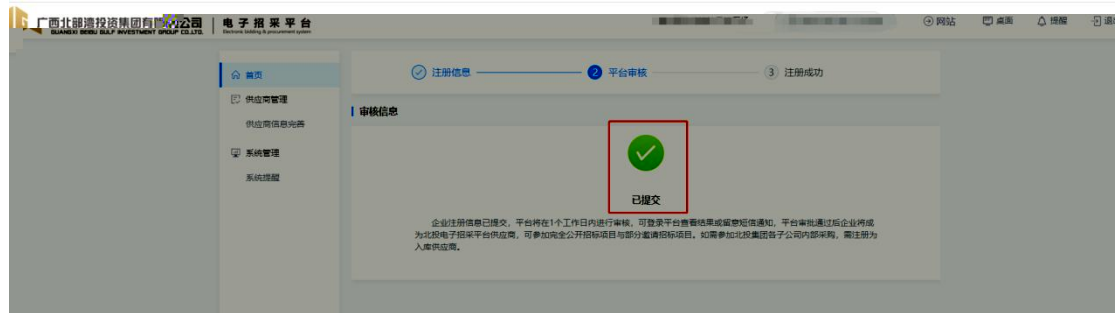 广西北部湾投资集团有限公司
GUANGXI BEIBU GULF INVESTMENT GROUP CO.,LTD.
电子招采平台
Electronic bidding & procurement system
网站
桌面
提醒
首页
供应商管理
供应商信息完善
系统管理
系统提醒
注册信息
2 平台审核
3 注册成功
审核信息
已提交
企业注册信息已提交,平台将在1个工作日内进行审核,可登录平台查看结果或留意短信通知,平台审批通过后企业将成
为北投电子招采平台供应商,可参加完全公开招标项目与部分邀请招标项目。如需参加北投集团各子公司内部采购,需注册为
入库供应商。